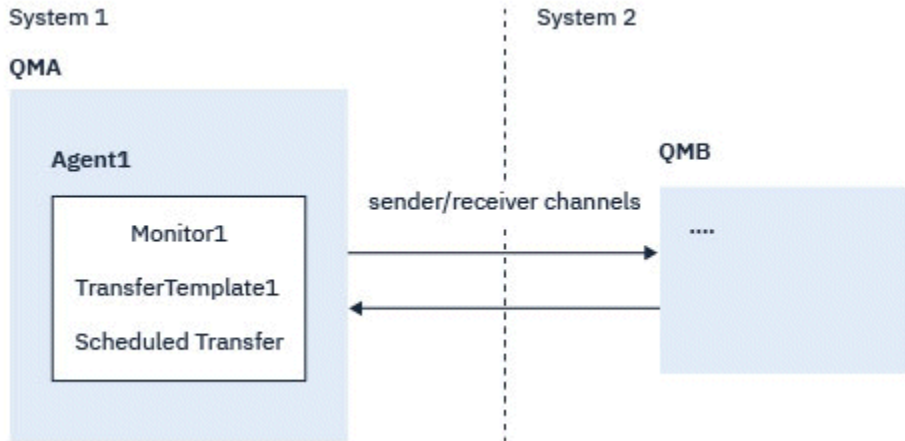 System 1
System 2
QMA
Agent1
Monitor1
TransferTemplate1
Scheduled Transfer
sender/receiver channels
QMB
....